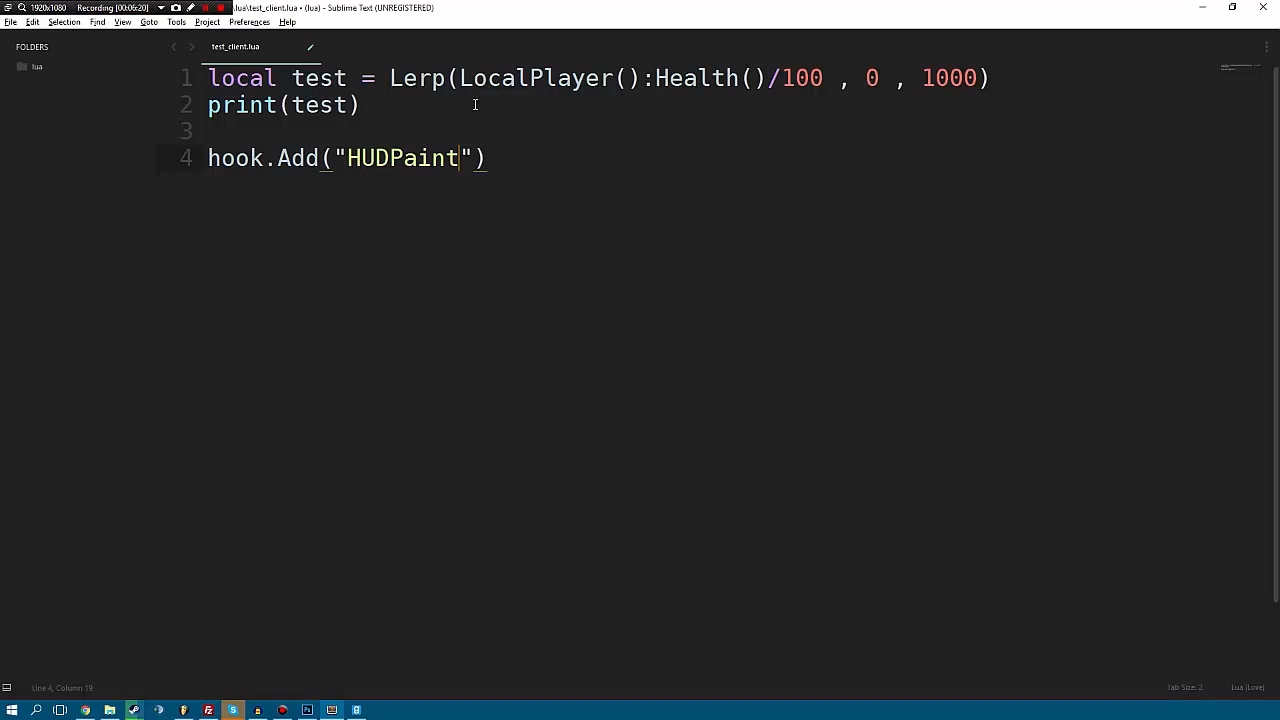 1920x1080 Recording [00:06:20] \lua\test_client.lua • (lua) - Sublime Text (UNREGISTERED)
File Edit Selection Find View Goto Tools Project Preferences Help
FOLDERS
lua
test_client.lua
1 local test = Lerp(LocalPlayer():Health()/100 , 0 , 1000)
2 print(test)
3
4 hook.Add("HUDPaint")
Line 4, Column 19
Tab Size: 2
Lua (Love)